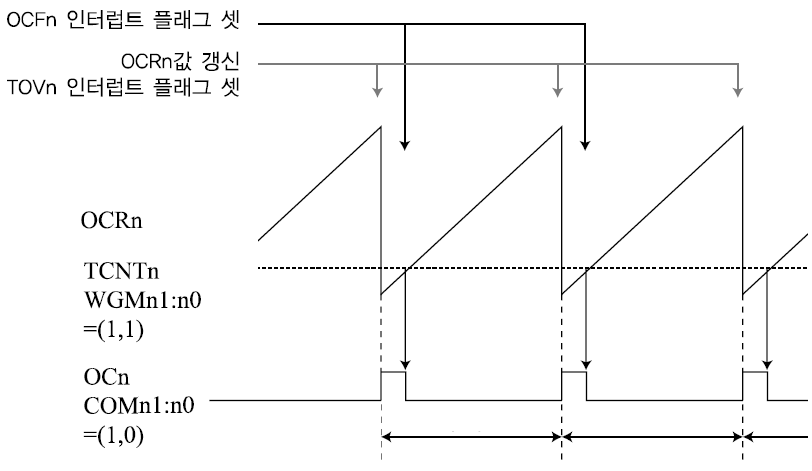 OCFn 인터럽트 플래그 셋
OCRn값 갱신
TOVn 인터럽트 플래그 셋
OCRn
TCNTn
WGMn1:n0
=(1,1)
OCn
COMn1:n0
=(1,0)